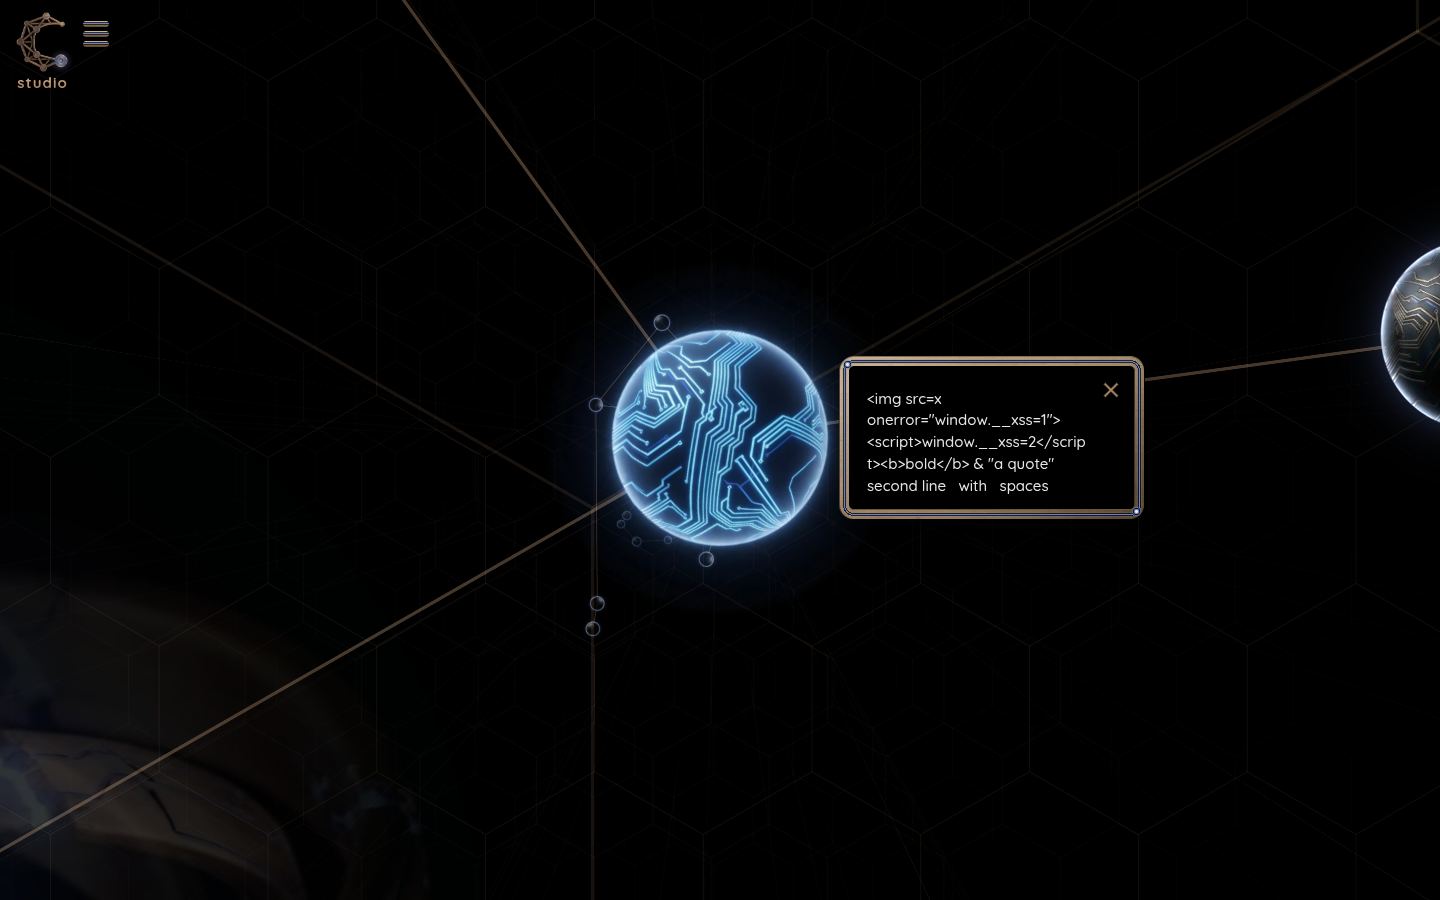 studio
<img src=x
onerror="window.__xss=1">
<script>window.__xss=2</scrip
t><b>bold</b> & "a quote"
second line   with   spaces